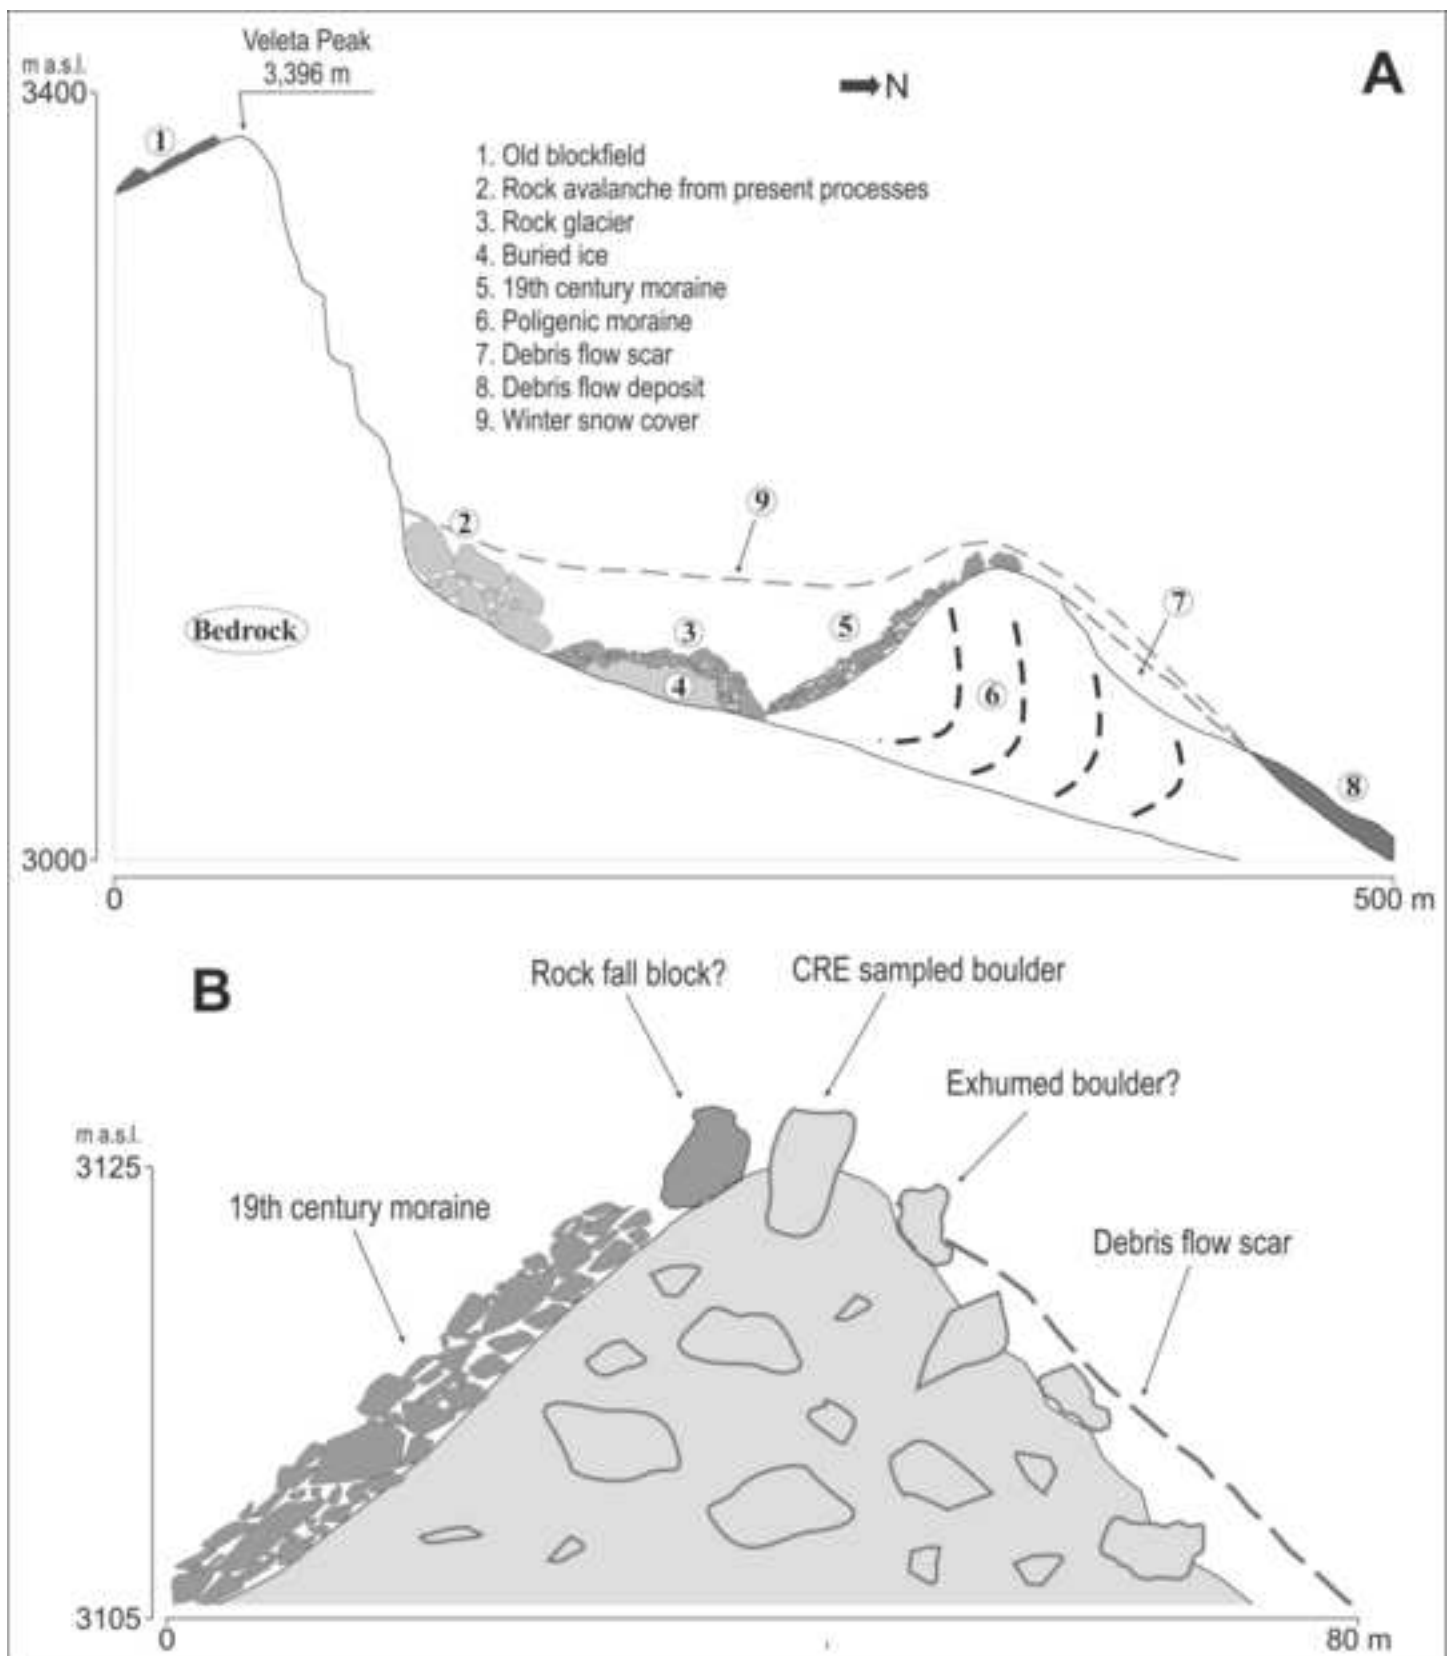 Veleta Peak
3,396 m
m a.s.l.
3400
N
A
1
1. Old blockfield
2. Rock avalanche from present processes
3. Rock glacier
4. Buried ice
5. 19th century moraine
6. Poligenic moraine
7. Debris flow scar
8. Debris flow deposit
9. Winter snow cover
2
9
3
5
7
Bedrock
4
6
8
3000
0
500 m
B
Rock fall block?
CRE sampled boulder
Exhumed boulder?
m a.s.l.
3125
19th century moraine
Debris flow scar
3105
0
80 m